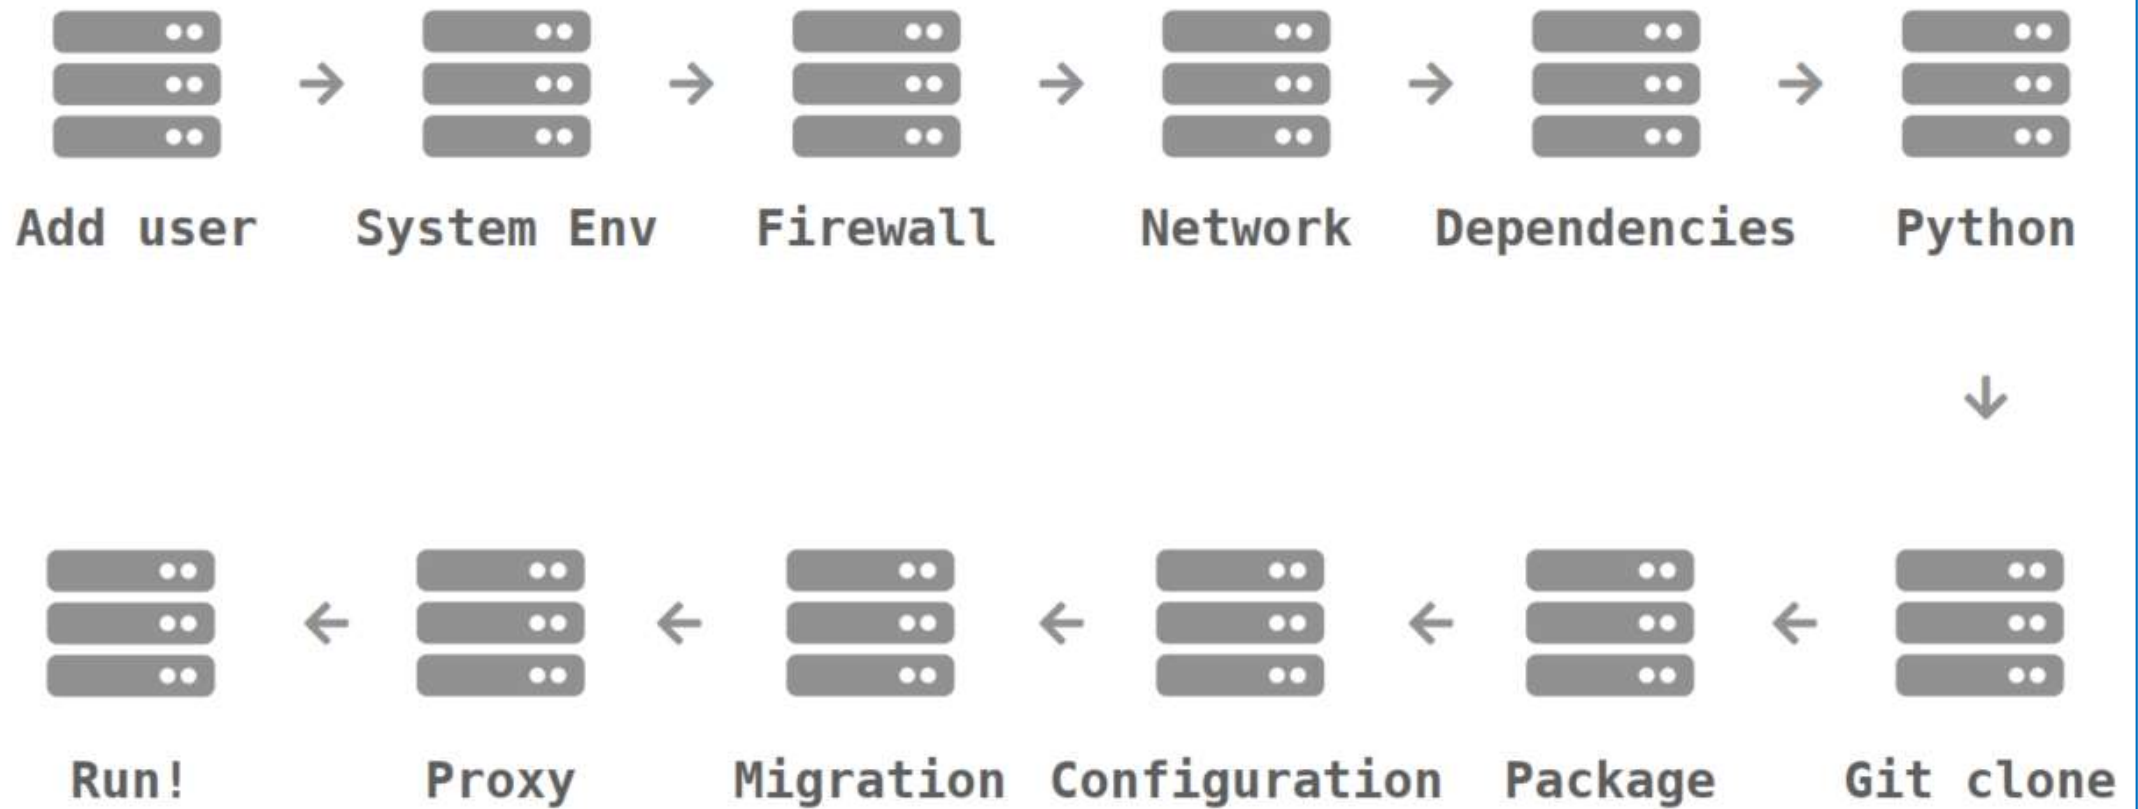 Add user
System Env
Firewall
Network
Dependencies
Python
Git clone
Package
Configuration
Migration
Proxy
Run!